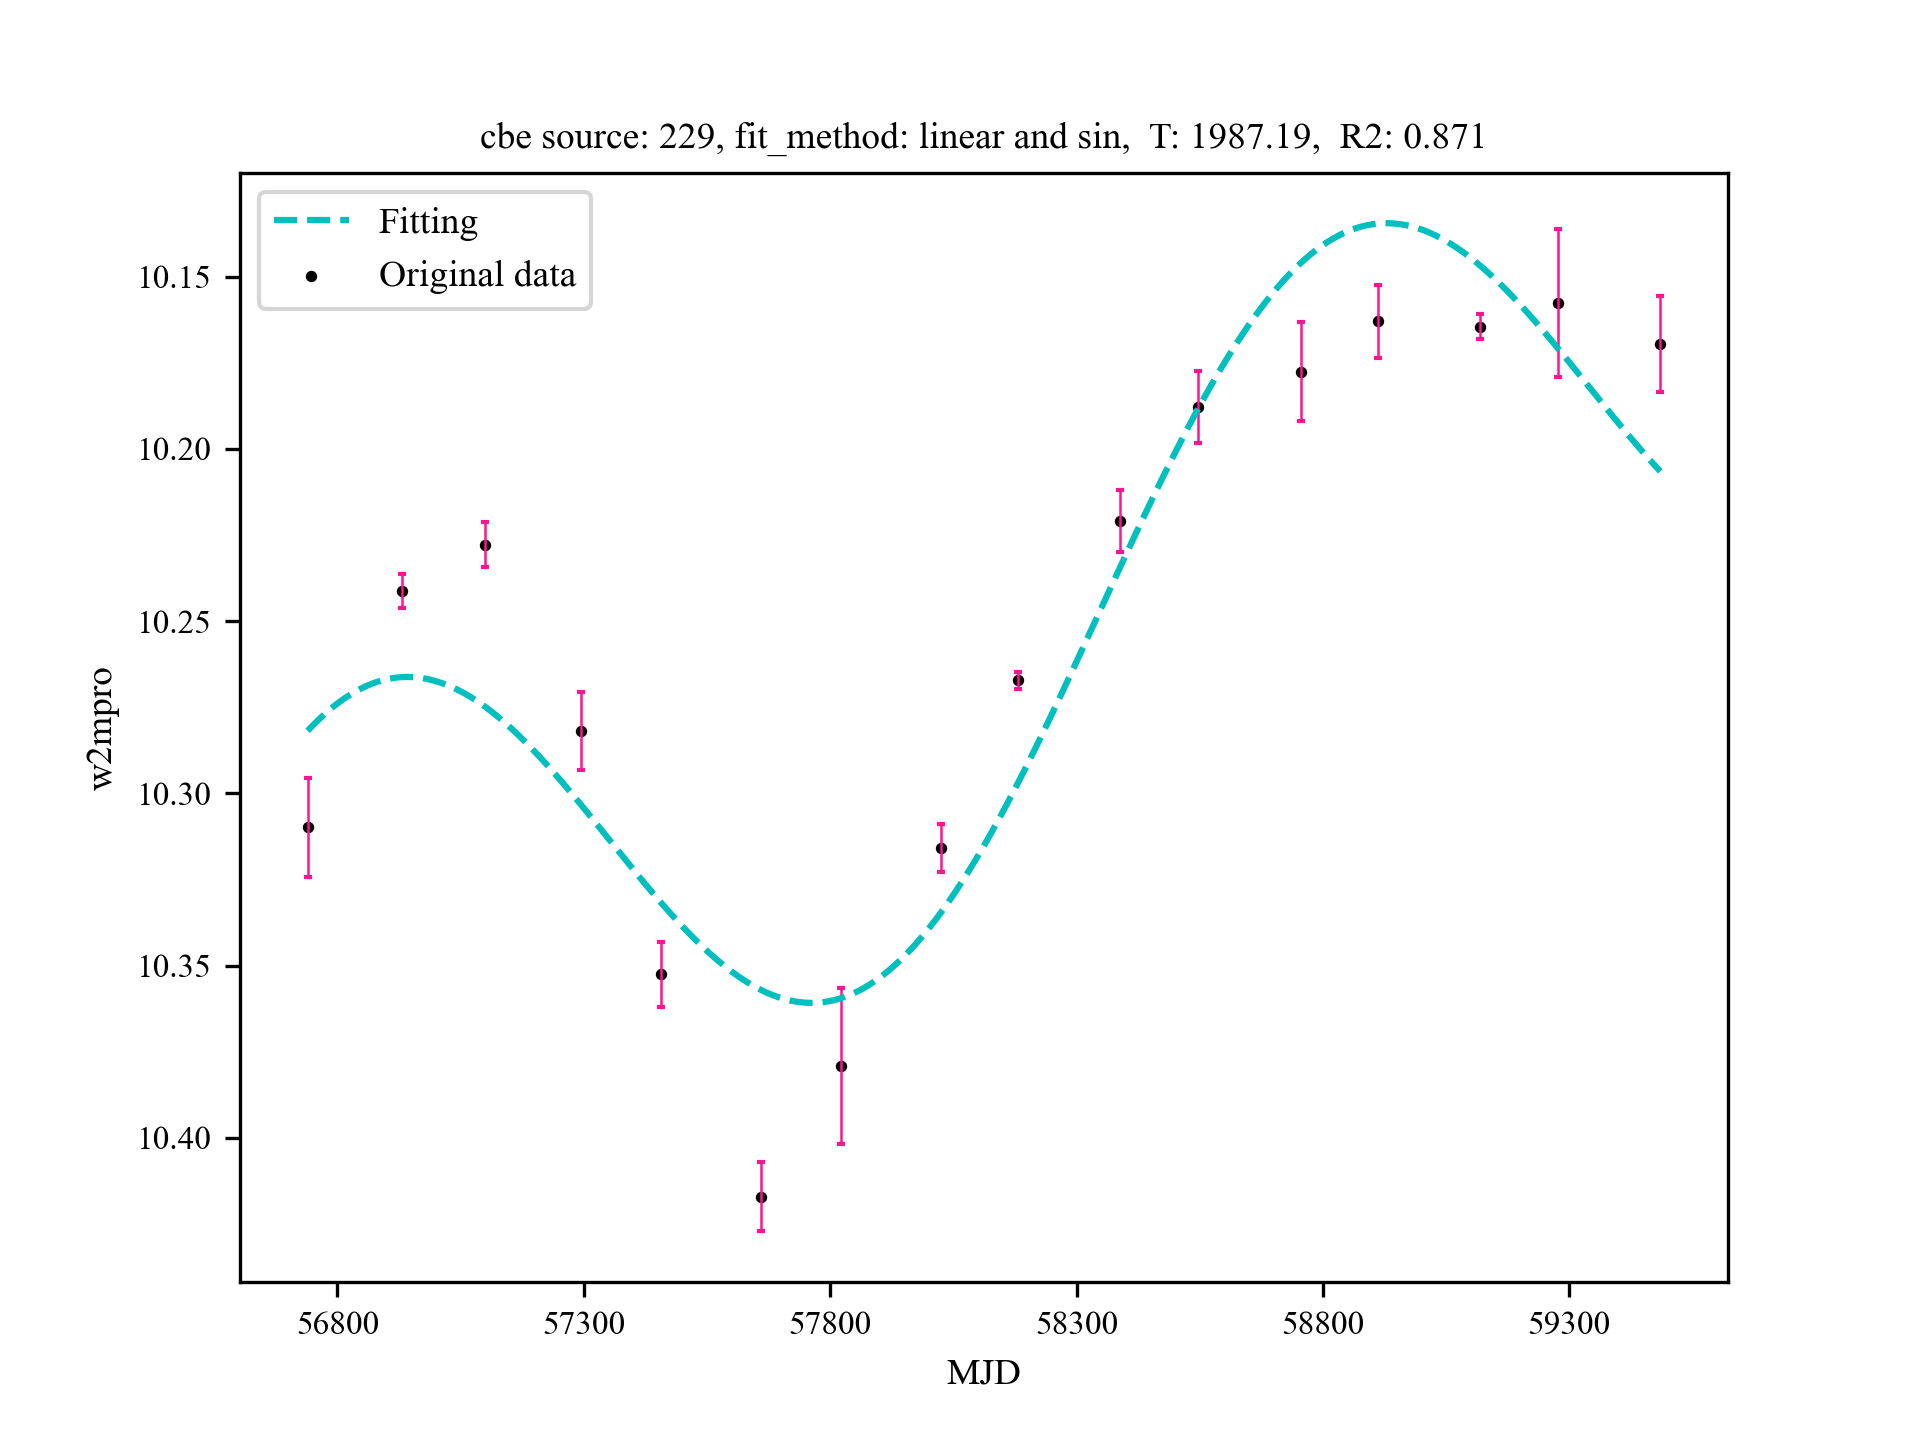 cbe source: 229, fit_method: linear and sin,  T: 1987.19,  R2: 0.871
Fitting
Original data
10.15
10.20
10.25
10.30
10.35
10.40
w2mpro
56800 57300 57800 58300 58800 59300
MJD